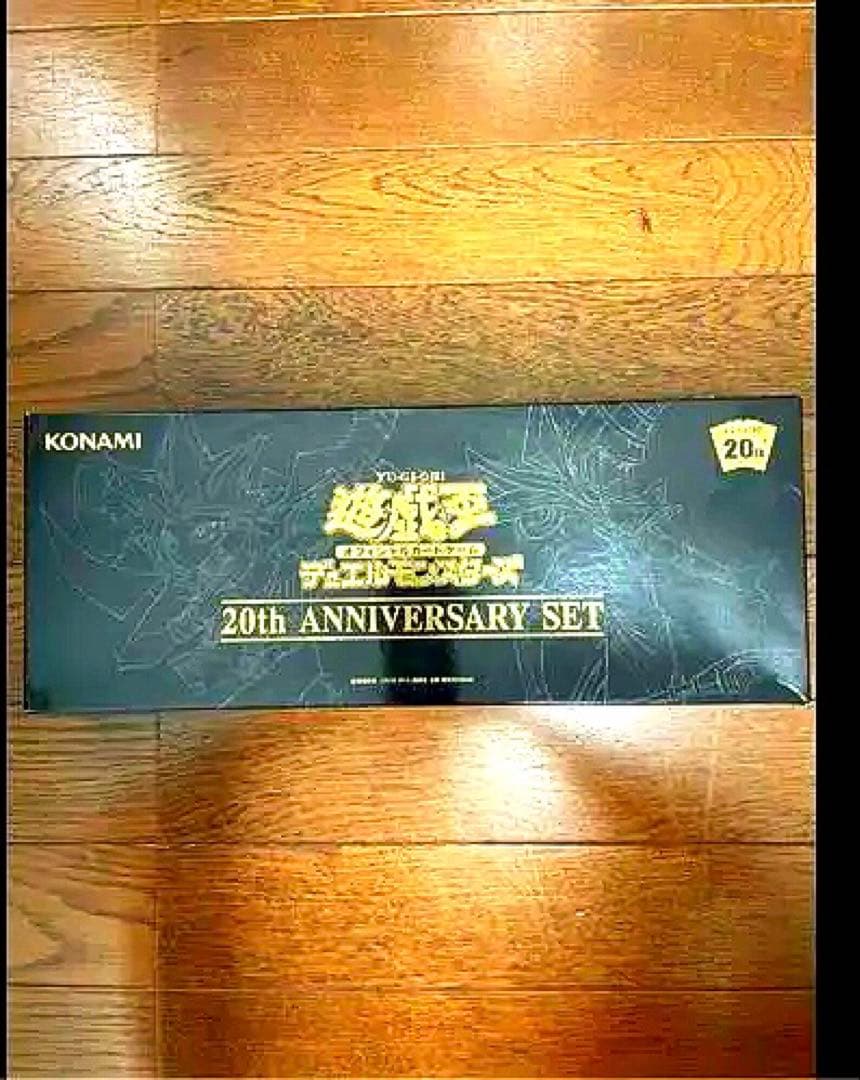 KONAMI
20th
YU-GI-OH!
遊戯王
オフィシャルカードゲーム
デュエルモンスターズ
20th ANNIVERSARY SET